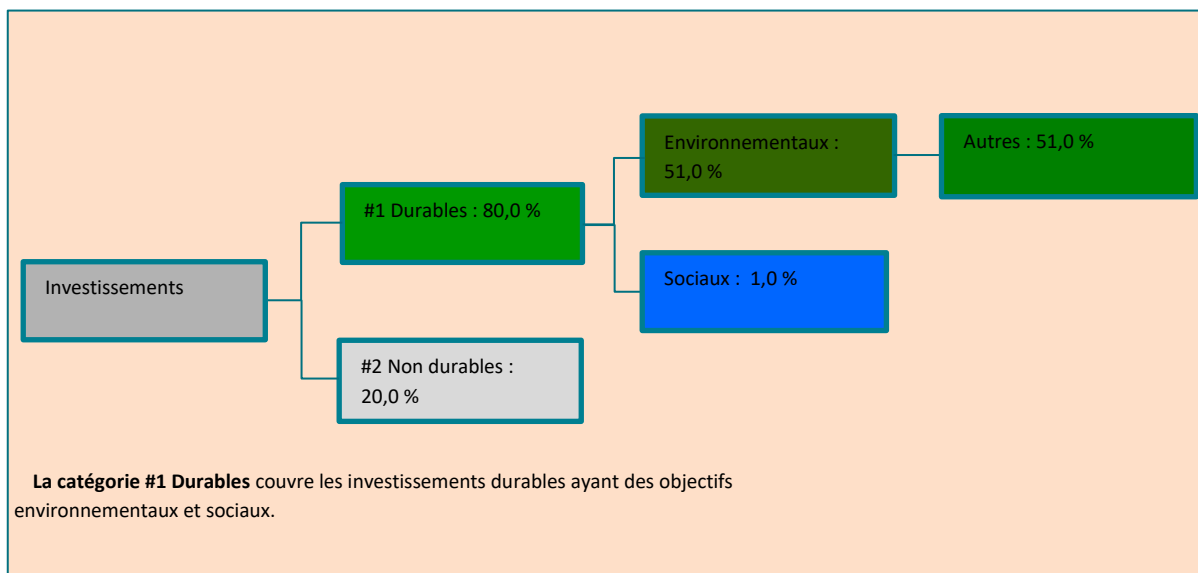 Environnementaux :
51,0 %
Autres : 51,0 %
#1 Durables : 80,0 %
Sociaux :  1,0 %
Investissements
#2 Non durables :
20,0 %
La catégorie #1 Durables couvre les investissements durables ayant des objectifs
environnementaux et sociaux.